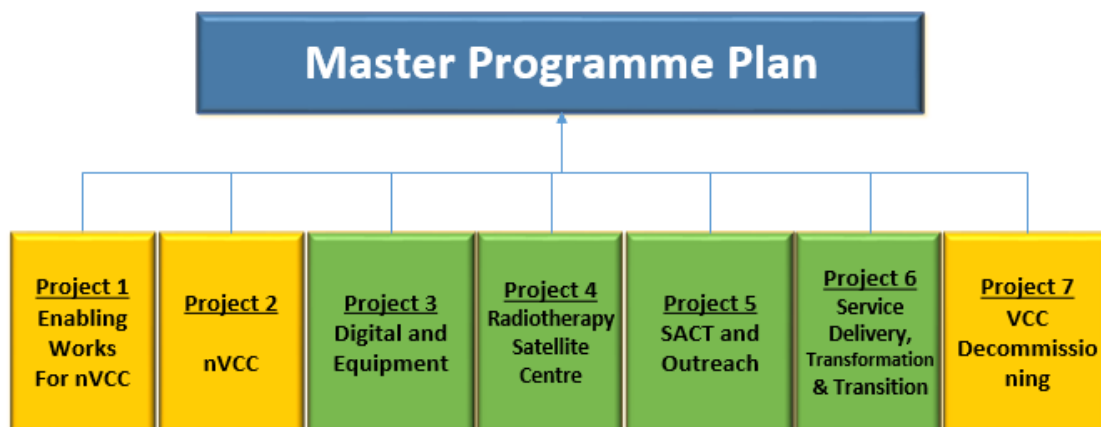 Master Programme Plan
Project 1
Enabling
Works
For nVCC
Project 2
nVCC
Project 3
Digital and
Equipment
Project 4
Radiotherapy
Satellite
Centre
Project 5
SACT and
Outreach
Project 6
Service
Delivery,
Transformation
& Transition
Project 7
VCC
Decommissio
ning